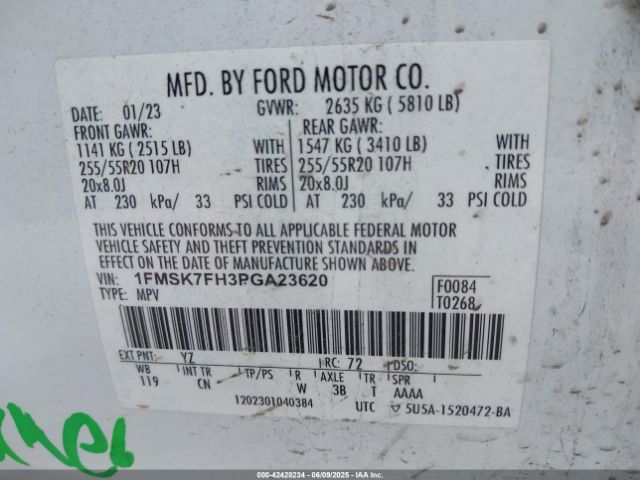 MFD. BY FORD MOTOR CO.
DATE: 01/23 GVWR: 2635 KG ( 5810 LB)
FRONT GAWR: REAR GAWR:
1141 KG ( 2515 LB) WITH 1547 KG ( 3410 LB) WITH
255/55R20 107H TIRES 255/55R20 107H TIRES
20x8.0J RIMS 20x8.0J RIMS
AT 230 kPa/ 33 PSI COLD AT 230 kPa/ 33 PSI COLD
THIS VEHICLE CONFORMS TO ALL APPLICABLE FEDERAL MOTOR
VEHICLE SAFETY AND THEFT PREVENTION STANDARDS IN
EFFECT ON THE DATE OF MANUFACTURE SHOWN ABOVE.
VIN: 1FMSK7FH3PGA23620 F0084
TYPE: MPV T0268
EXT PNT: YZ RC: 72 DSO:
WB INT TR TP/PS R AXLE TR SPR
119 CN W 3B T AAAA
1202301040384 UTC 5U5A-1520472-BA
000-42428234 - 06/09/2025 - IAAHolding, LLC.